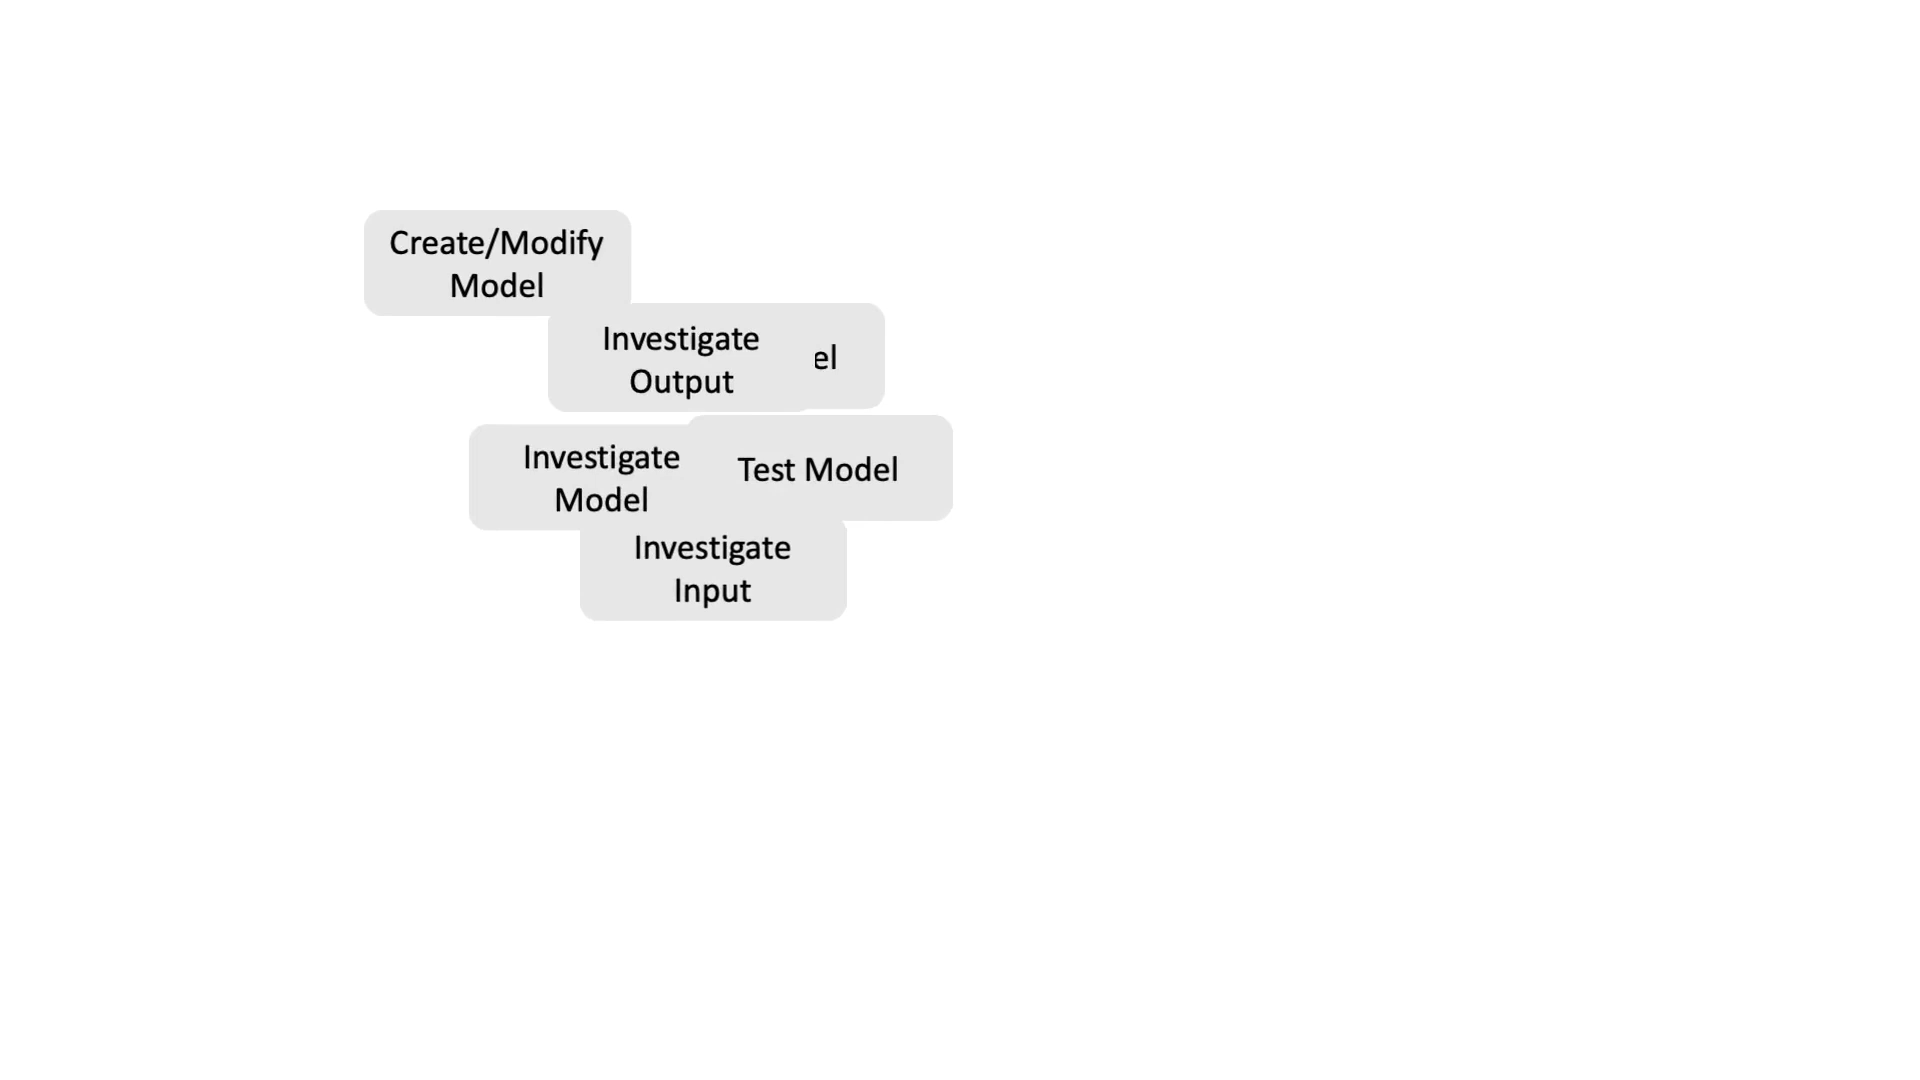 Create/Modify
Model
Investigate
Output
el
Investigate
Model
Test Model
Investigate
Input